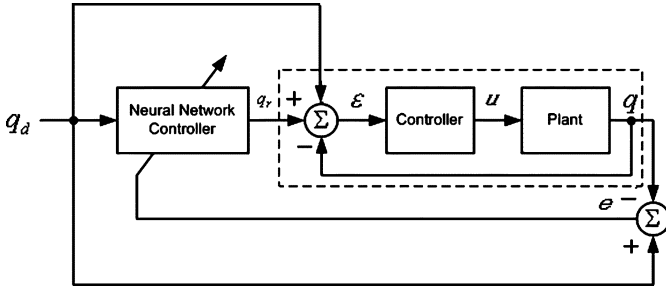 q_d
Neural Network
Controller
q_r
+
Σ
−
ε
Controller
u
Plant
q
e
−
Σ
+